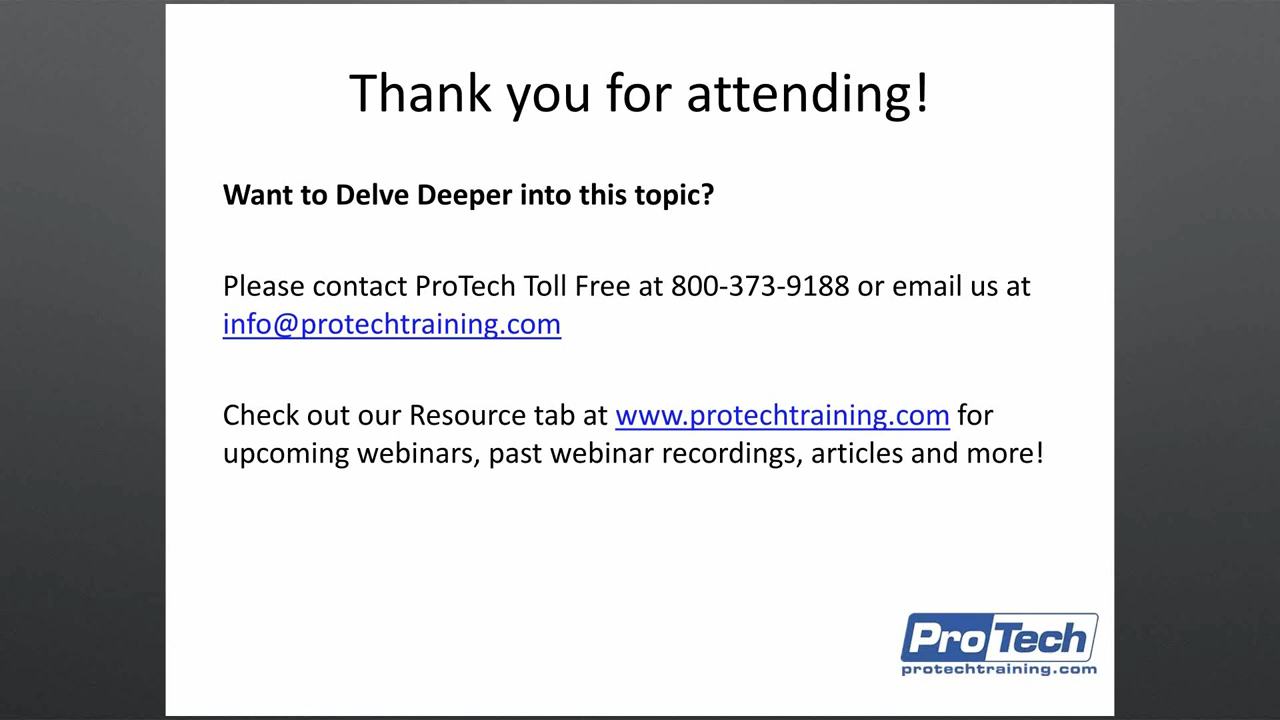 Thank you for attending!
Want to Delve Deeper into this topic?
Please contact ProTech Toll Free at 800-373-9188 or email us at
info@protechtraining.com
Check out our Resource tab at www.protechtraining.com for
upcoming webinars, past webinar recordings, articles and more!
ProTech
protechtraining.com